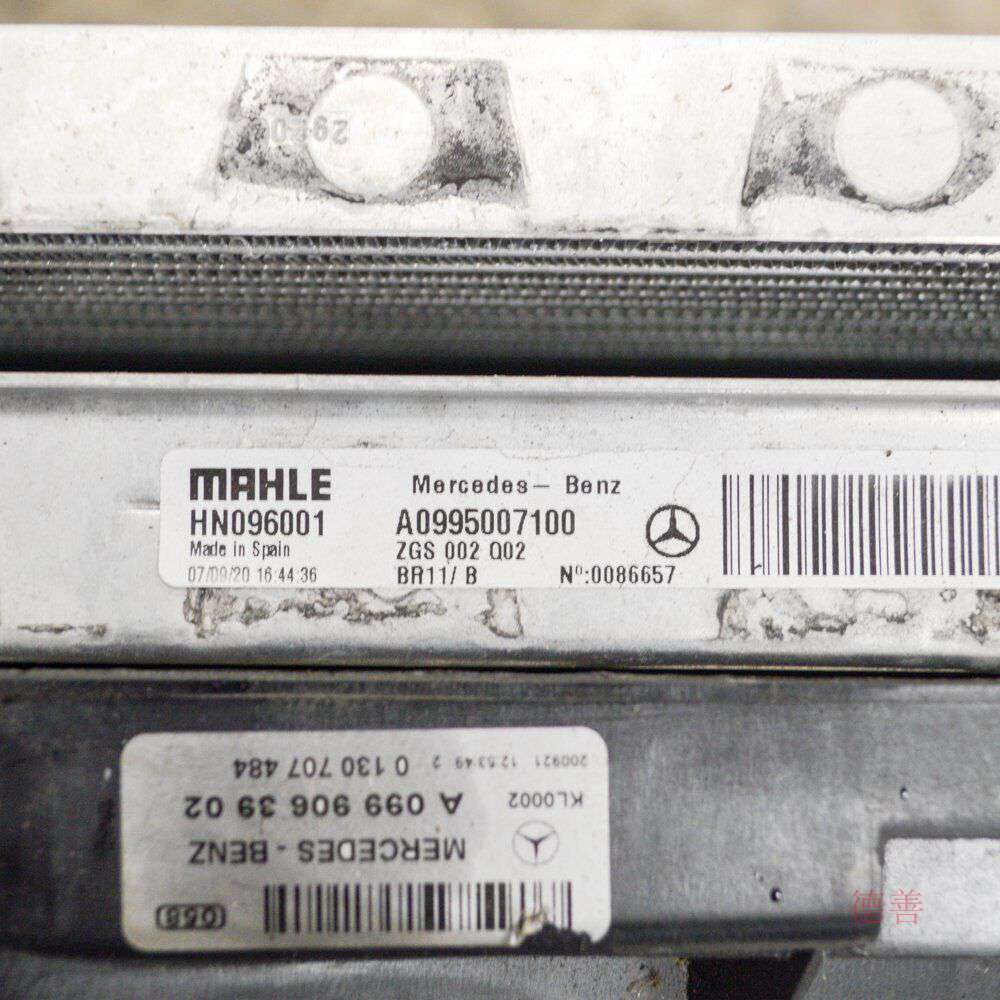 MAHLE
HN096001
Made in Spain
07/09/20 16:44:36
Mercedes- Benz
A0995007100
ZGS 002 Q02
BR11/ B
Nº:0086657
MERCEDES - BENZ
A 099 906 39 02
KL0002
0 130 707 484
200921 12:53:49 2
德善